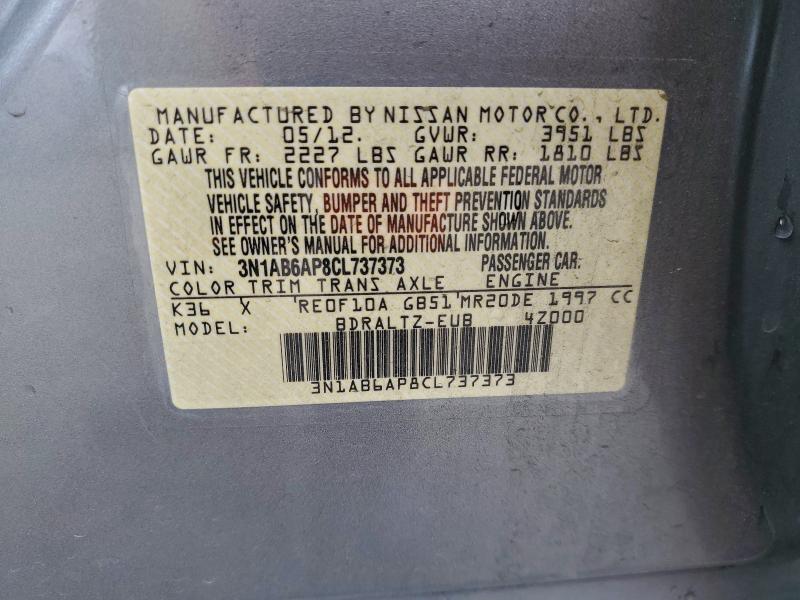 MANUFACTURED BY NISSAN MOTOR CO., LTD.
DATE: 05/12. GVWR: 3951 LBS
GAWR FR: 2227 LBS GAWR RR: 1810 LBS
THIS VEHICLE CONFORMS TO ALL APPLICABLE FEDERAL MOTOR
VEHICLE SAFETY, BUMPER AND THEFT PREVENTION STANDARDS
IN EFFECT ON THE DATE OF MANUFACTURE SHOWN ABOVE.
SEE OWNER'S MANUAL FOR ADDITIONAL INFORMATION.
VIN: 3N1AB6AP8CL737373 PASSENGER CAR.
COLOR TRIM TRANS AXLE ENGINE
K36 X RE0F10A GB51 MR20DE 1997 CC
MODEL: BDRALTZ-EUB 4Z000
3N1AB6AP8CL737373